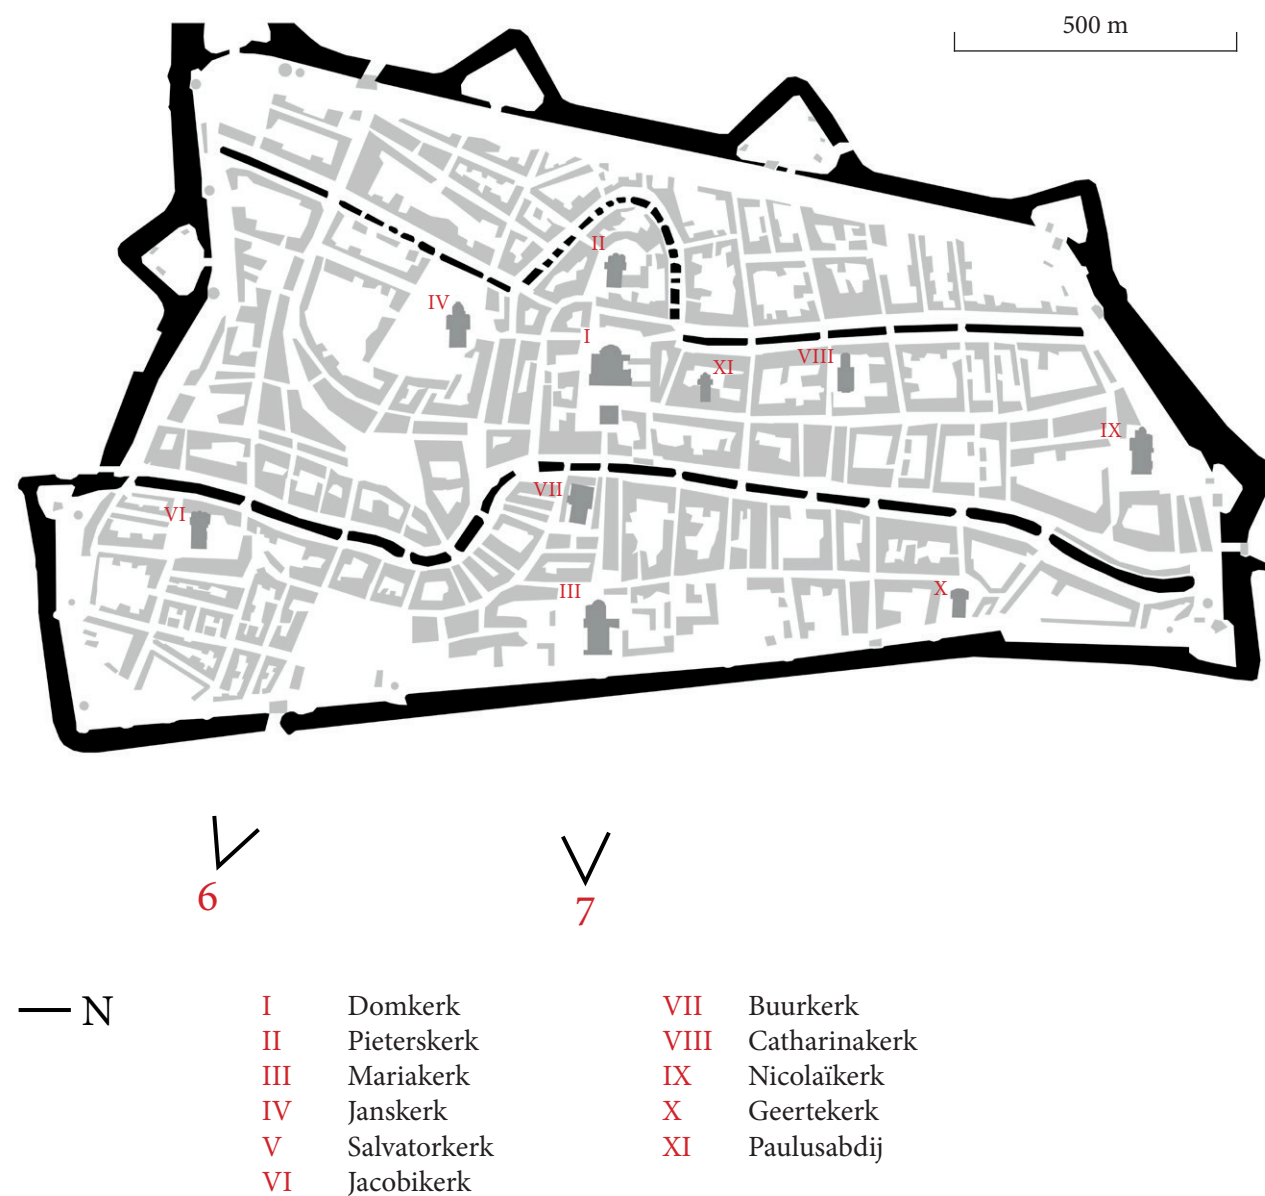 500 m
II
IV
I
XI
VIII
IX
VII
VI
III
X
6
7
N
I Domkerk
II Pieterskerk
III Mariakerk
IV Janskerk
V Salvatorkerk
VI Jacobikerk
VII Buurkerk
VIII Catharinakerk
IX Nicolaïkerk
X Geertekerk
XI Paulusabdij